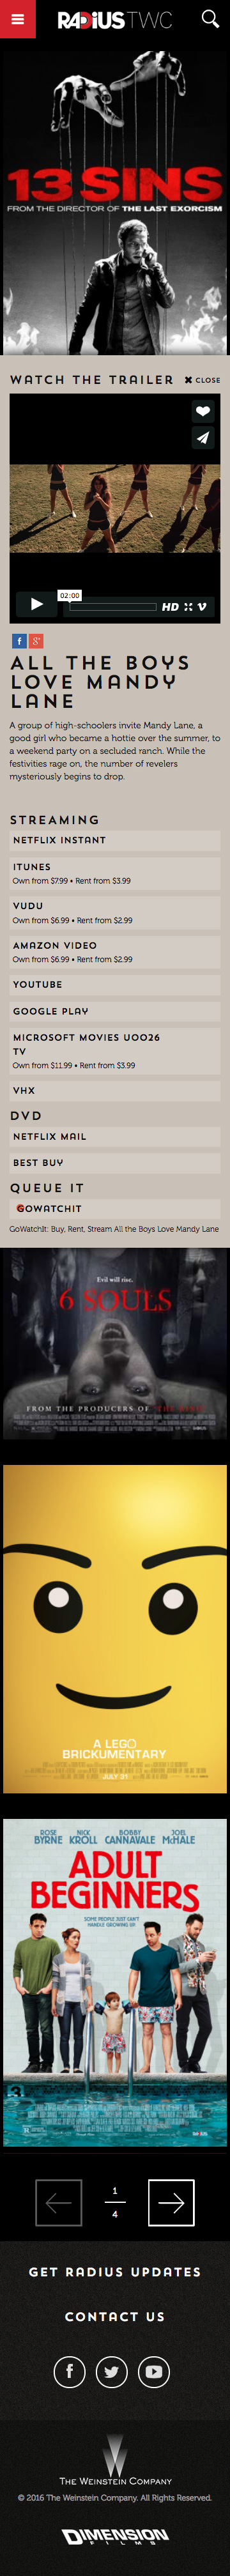 RADiUS TWC
13 SINS
FROM THE DIRECTOR OF THE LAST EXORCISM
WATCH THE TRAILER
✖ CLOSE
02:00
HD
f
g+
ALL THE BOYS
LOVE MANDY
LANE
A group of high-schoolers invite Mandy Lane, a
good girl who became a hottie over the summer, to
a weekend party on a secluded ranch. While the
festivities rage on, the number of revelers
mysteriously begins to drop.
STREAMING
NETFLIX INSTANT
ITUNES
Own from $7.99 • Rent from $3.99
VUDU
Own from $6.99 • Rent from $2.99
AMAZON VIDEO
Own from $6.99 • Rent from $2.99
YOUTUBE
GOOGLE PLAY
MICROSOFT MOVIES UOO26
TV
Own from $11.99 • Rent from $3.99
VHX
DVD
NETFLIX MAIL
BEST BUY
QUEUE IT
GOWATCHIT
GoWatchIt: Buy, Rent, Stream All the Boys Love Mandy Lane
Evil will rise.
6 SOULS
FROM THE PRODUCERS OF
A LEGO
BRICKUMENTARY
JULY 31
ROSE BYRNE
NICK KROLL
BOBBY CANNAVALE
JOEL McHALE
ADULT
BEGINNERS
SOME PEOPLE JUST CAN'T
HANDLE GROWING UP.
1
4
GET RADIUS UPDATES
CONTACT US
THE WEINSTEIN COMPANY
© 2016 The Weinstein Company. All Rights Reserved.
DIMENSION
FILMS